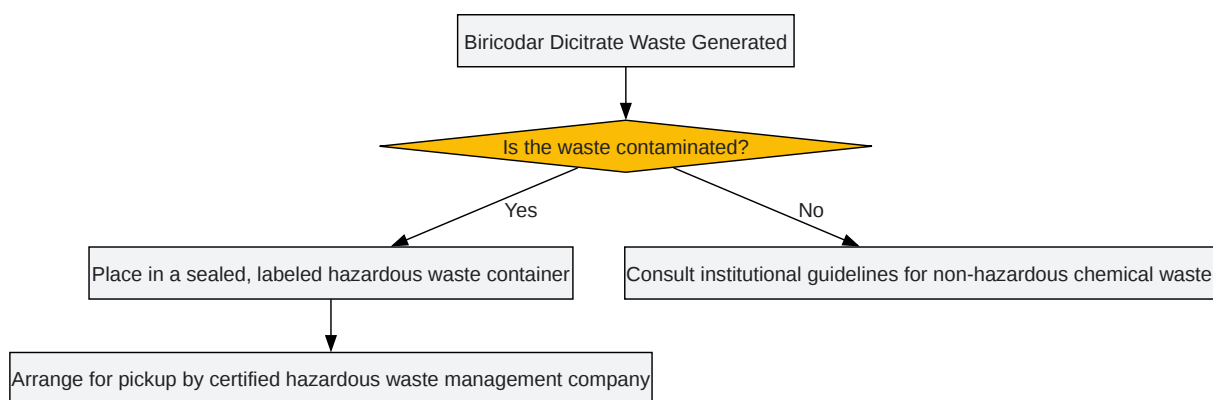 Biricodar Dicitrate Waste Generated
Is the waste contaminated?
Yes
No
Place in a sealed, labeled hazardous waste container
Consult institutional guidelines for non-hazardous chemical waste
Arrange for pickup by certified hazardous waste management company